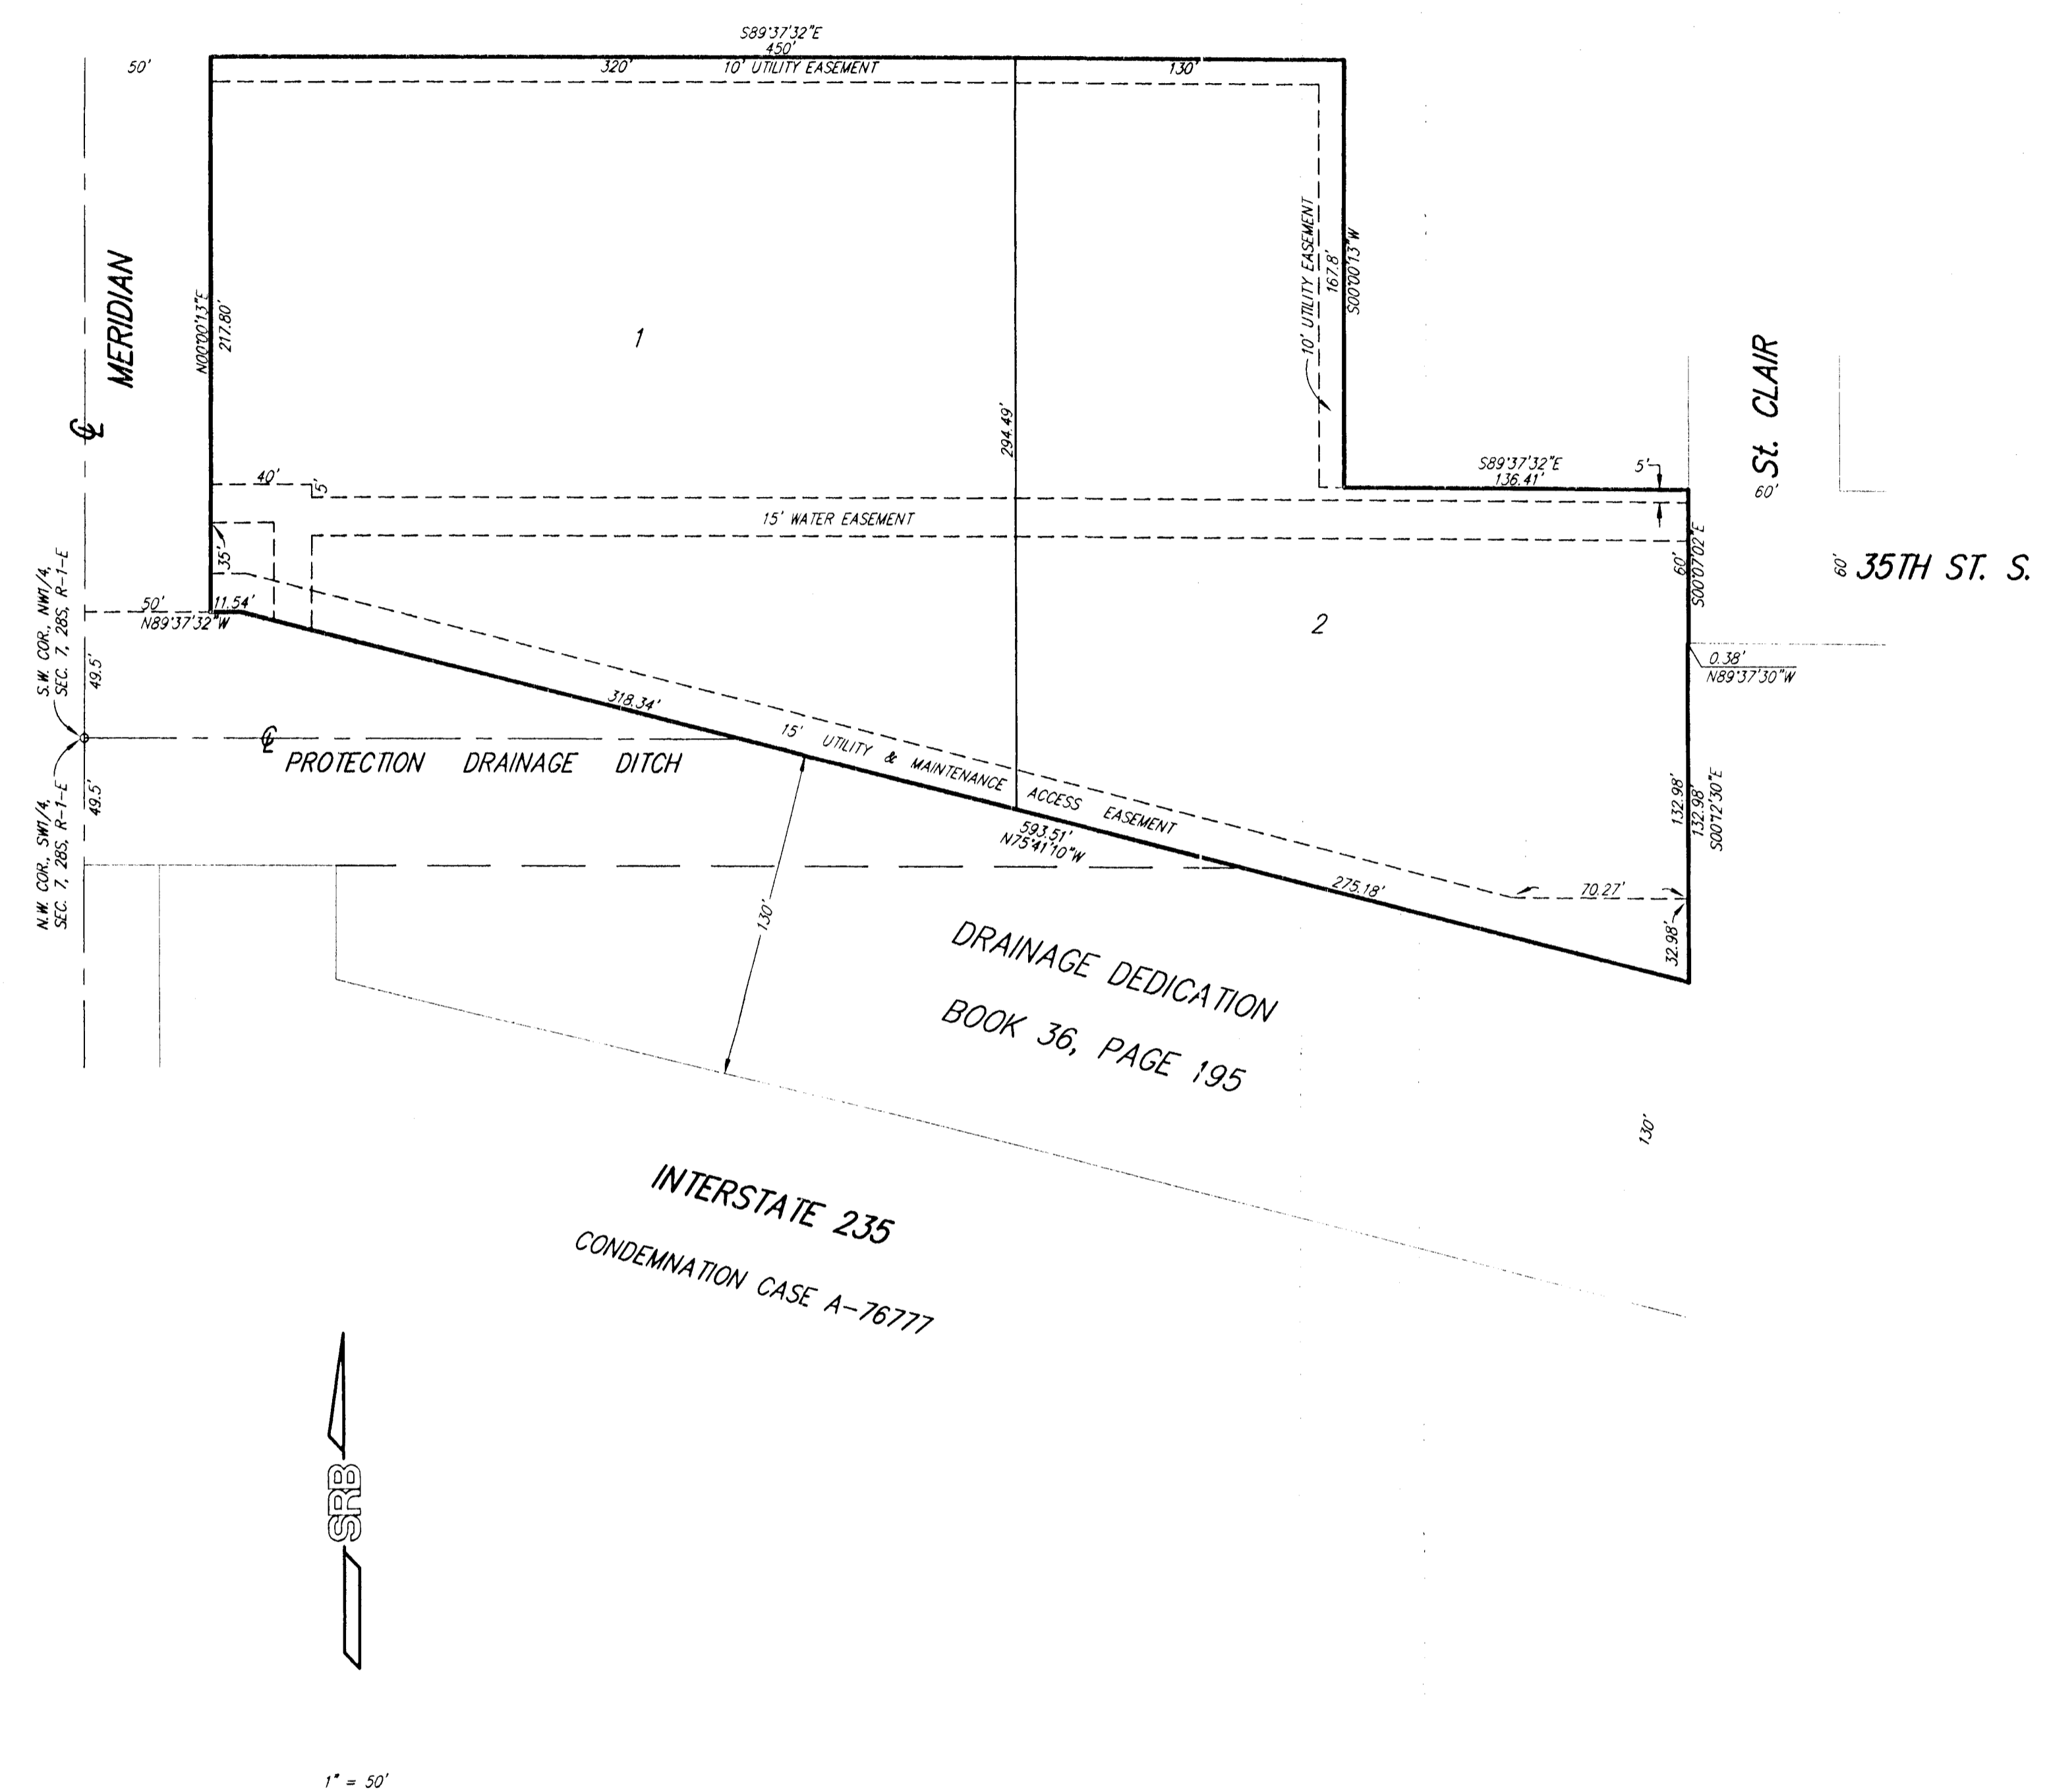 S89°37'32"E
450'
50'
320'
10' UTILITY EASEMENT
130'
MERIDIAN
N00°00'13"E
217.80'
1
10' UTILITY EASEMENT
167.8'
S00°00'13"W
294.49'
St. CLAIR
S89°37'32"E
136.41'
5'
60'
40'
5'
15' WATER EASEMENT
35'
60'
S00°07'02"E
60'
35TH ST. S.
S.W. COR., NW1/4,
SEC. 7, 28S, R-1-E
50'
11.54'
N89°37'32"W
2
49.5'
0.38'
N89°37'30"W
318.34'
℄
℄
PROTECTION DRAINAGE DITCH
15' UTILITY & MAINTENANCE ACCESS EASEMENT
N.W. COR., SW1/4,
SEC. 7, 28S, R-1-E
49.5'
593.51'
N75°41'10"W
132.98'
132.98'
S00°12'30"E
275.18'
70.27'
32.98'
130'
DRAINAGE DEDICATION
BOOK 36, PAGE 195
130'
INTERSTATE 235
CONDEMNATION CASE A-76777
SRB
1" = 50'